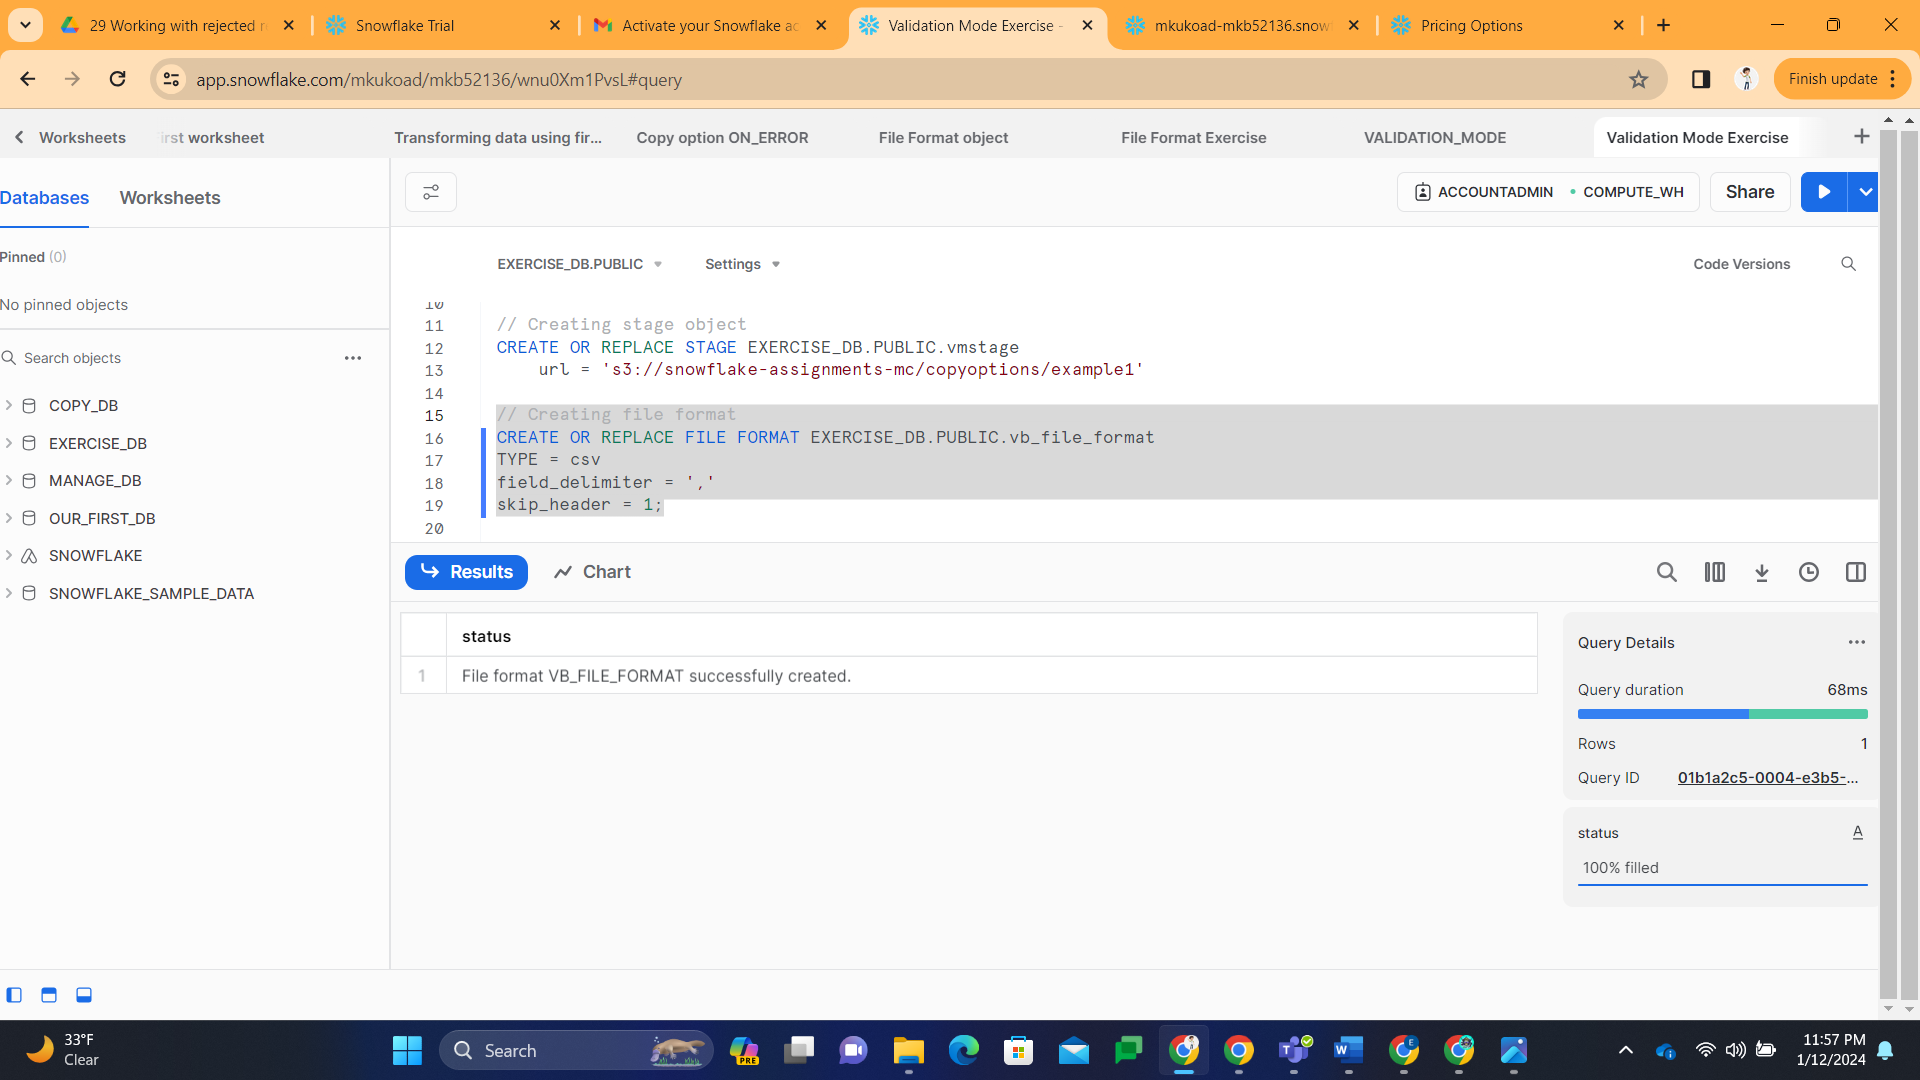 29 Working with rejected r
Snowflake Trial
Activate your Snowflake ac
Validation Mode Exercise -
mkukoad-mkb52136.snow
Pricing Options
app.snowflake.com/mkukoad/mkb52136/wnu0Xm1PvsL#query
Finish update
Worksheets
irst worksheet
Transforming data using fir...
Copy option ON_ERROR
File Format object
File Format Exercise
VALIDATION_MODE
Validation Mode Exercise
Databases
Worksheets
ACCOUNTADMIN
COMPUTE_WH
Share
Pinned (0)
No pinned objects
Search objects
COPY_DB
EXERCISE_DB
MANAGE_DB
OUR_FIRST_DB
SNOWFLAKE
SNOWFLAKE_SAMPLE_DATA
EXERCISE_DB.PUBLIC
Settings
Code Versions
10
11 // Creating stage object
12 CREATE OR REPLACE STAGE EXERCISE_DB.PUBLIC.vmstage
13 url = 's3://snowflake-assignments-mc/copyoptions/example1'
14
15 // Creating file format
16 CREATE OR REPLACE FILE FORMAT EXERCISE_DB.PUBLIC.vb_file_format
17 TYPE = csv
18 field_delimiter = ','
19 skip_header = 1;
20
Results
Chart
status
1 File format VB_FILE_FORMAT successfully created.
Query Details
Query duration 68ms
Rows 1
Query ID 01b1a2c5-0004-e3b5-...
status A
100% filled
33°F
Clear
Search
PRE
11:57 PM
1/12/2024